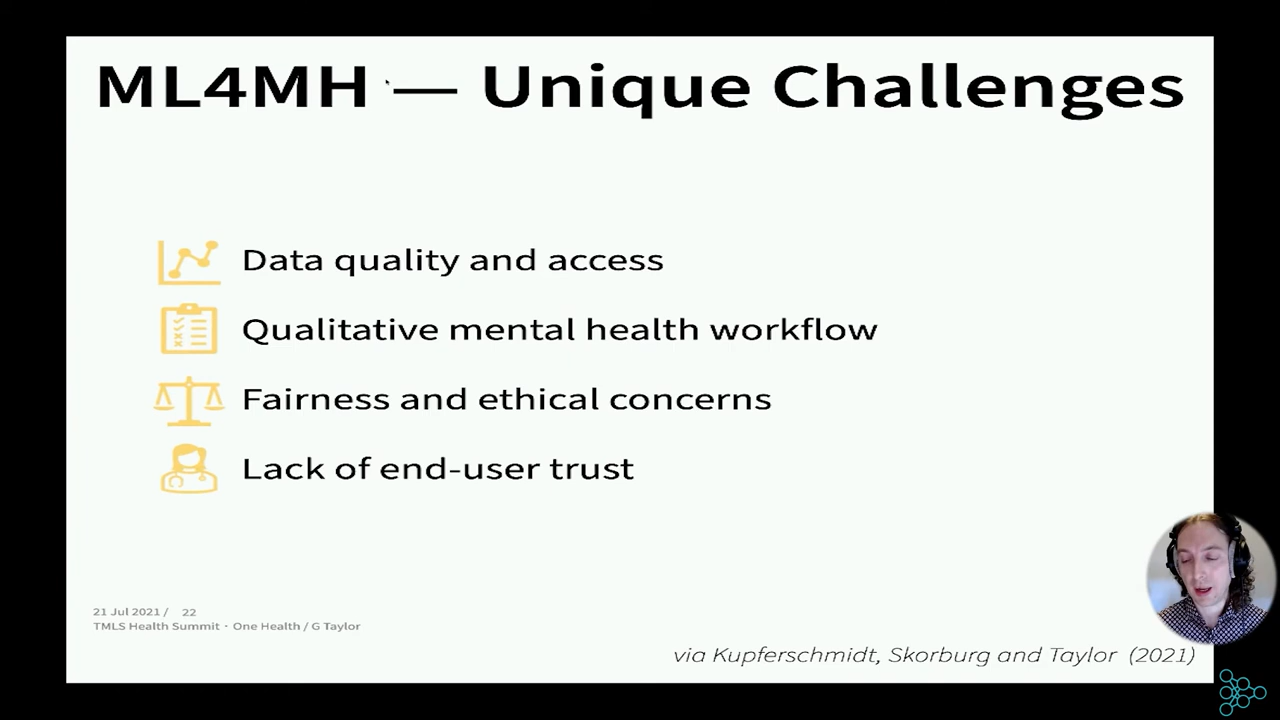 ML4MH — Unique Challenges
Data quality and access
Qualitative mental health workflow
Fairness and ethical concerns
Lack of end-user trust
21 Jul 2021 / 22
TMLS Health Summit · One Health / G Taylor
via Kupferschmidt, Skorburg and Taylor (2021)